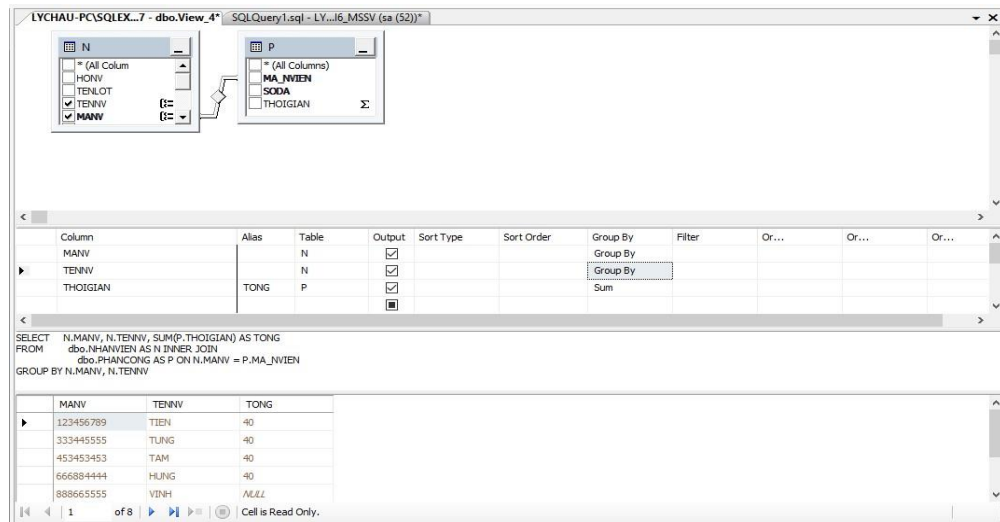 LYCHAU-PC\SQLEX...7 - dbo.View_4* SQLQuery1.sql - LY...I6_MSSV (sa (52))*
N
* (All Colum
HONV
TENLOT
TENNV
MANV
P
* (All Columns)
MA_NVIEN
SODA
THOIGIAN Σ
Column Alias Table Output Sort Type Sort Order Group By Filter Or... Or... Or...
MANV N Group By
TENNV N Group By
THOIGIAN TONG P Sum
SELECT N.MANV, N.TENNV, SUM(P.THOIGIAN) AS TONG
FROM dbo.NHANVIEN AS N INNER JOIN
dbo.PHANCONG AS P ON N.MANV = P.MA_NVIEN
GROUP BY N.MANV, N.TENNV
MANV TENNV TONG
123456789 TIEN 40
333445555 TUNG 40
453453453 TAM 40
666884444 HUNG 40
888665555 VINH NULL
1 of 8 Cell is Read Only.